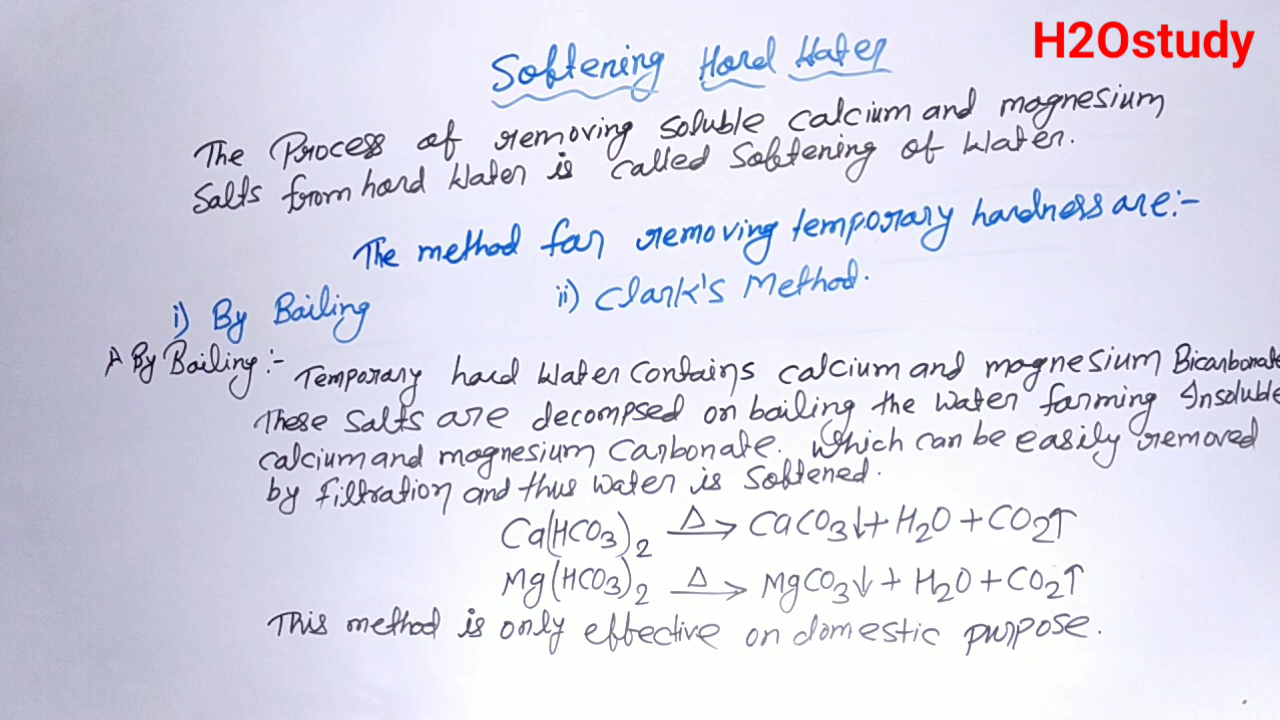 H2Ostudy
Softening Hard Water
The Process of removing soluble calcium and magnesium
Salts from hard Water is called Softening of Water.
The method for removing temporary hardness are:-
i) By Boiling ii) Clark's Method.
A By Boiling:- Temporary hard Water Contains calcium and magnesium Bicarbonate
These Salts are decompsed on boiling the Water forming Insoluble
calcium and magnesium Carbonate. Which can be easily removed
by filtration and thus Water is Softened.
Ca(HCO3)2 —Δ→ CaCO3↓ + H2O + CO2↑
Mg(HCO3)2 —Δ→ MgCO3↓ + H2O + CO2↑
This method is only effective on domestic purpose.